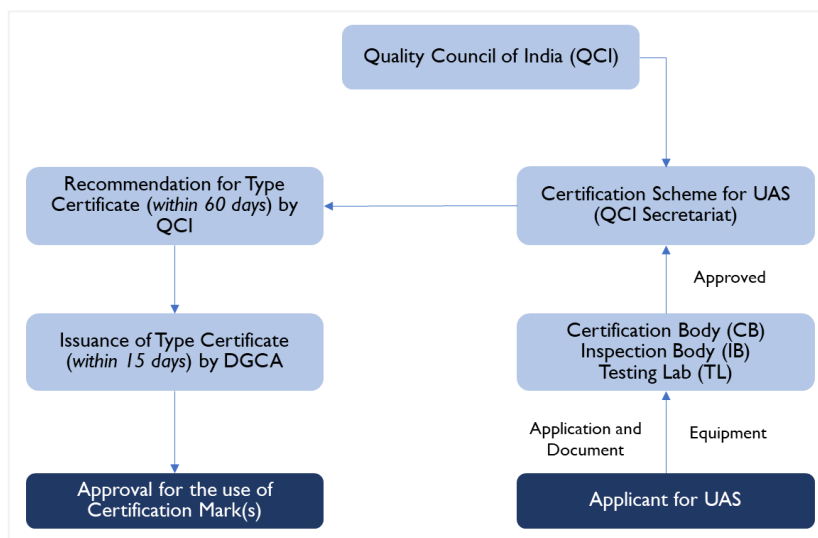 Quality Council of India (QCI)
Recommendation for Type
Certificate (within 60 days) by
QCI
Certification Scheme for UAS
(QCI Secretariat)
Approved
Issuance of Type Certificate
(within 15 days) by DGCA
Certification Body (CB)
Inspection Body (IB)
Testing Lab (TL)
Application and
Document
Equipment
Approval for the use of
Certification Mark(s)
Applicant for UAS